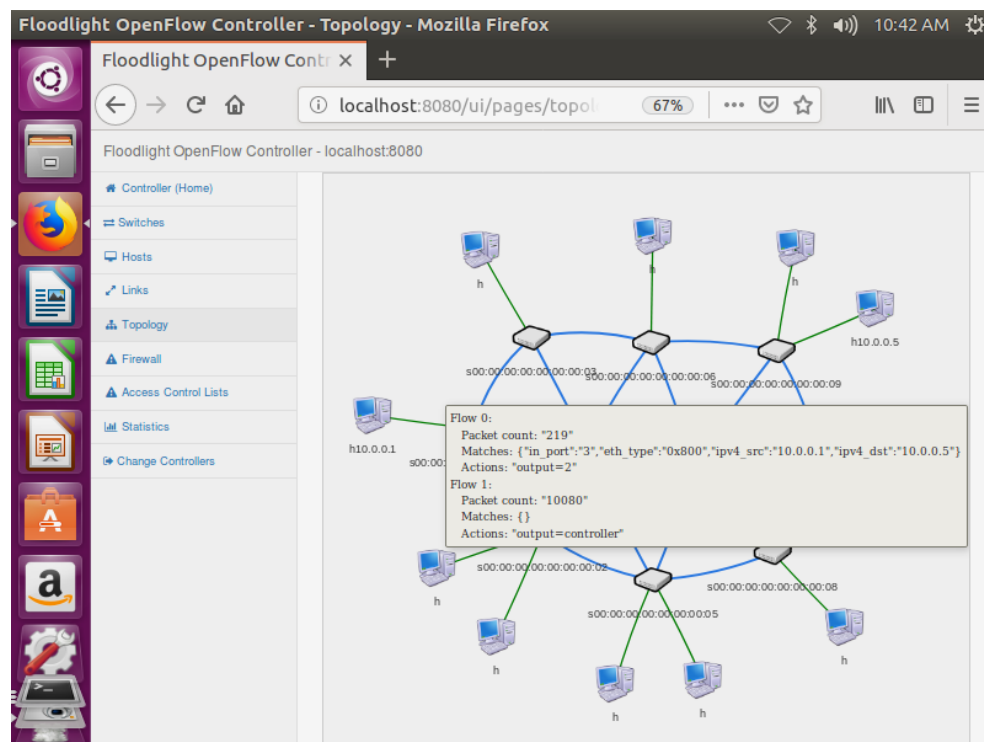 Floodlight OpenFlow Controller - Topology - Mozilla Firefox 10:42 AM
Floodlight OpenFlow Contr
localhost:8080/ui/pages/topol 67%
Floodlight OpenFlow Controller - localhost:8080
Controller (Home)
Switches
Hosts
Links
Topology
Firewall
Access Control Lists
Statistics
Change Controllers
h
h
h
h10.0.0.5
s00:00:00:00:00:00:00:03
s00:00:00:00:00:00:00:06
s00:00:00:00:00:00:00:09
h10.0.0.1
s00:00:
Flow 0:
Packet count: "219"
Matches: {"in_port":"3","eth_type":"0x800","ipv4_src":"10.0.0.1","ipv4_dst":"10.0.0.5"}
Actions: "output=2"
Flow 1:
Packet count: "10080"
Matches: {}
Actions: "output=controller"
s00:00:00:00:00:00:00:02
s00:00:00:00:00:00:00:08
h
s00:00:00:00:00:00:00:05
h
h
h
h